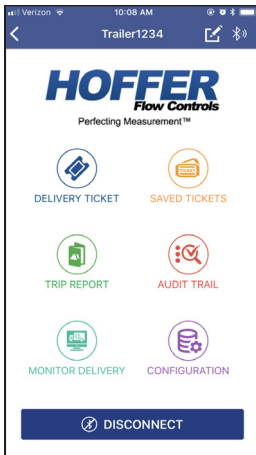 Verizon 10:08 AM
Trailer1234
HOFFER
Flow Controls
Perfecting Measurement™
DELIVERY TICKET SAVED TICKETS
TICKET
TRIP REPORT AUDIT TRAIL
MONITOR DELIVERY CONFIGURATION
DISCONNECT